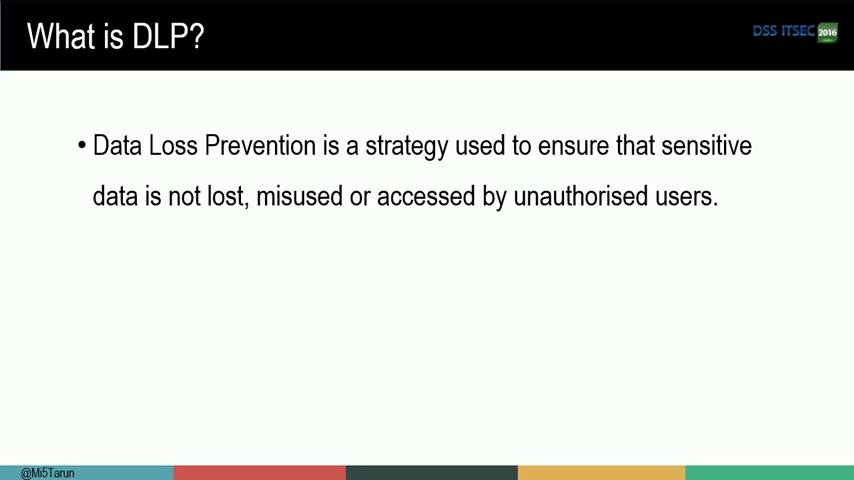 What is DLP?
DSS ITSEC 2016
• Data Loss Prevention is a strategy used to ensure that sensitive
data is not lost, misused or accessed by unauthorised users.
@Mi5Tarun